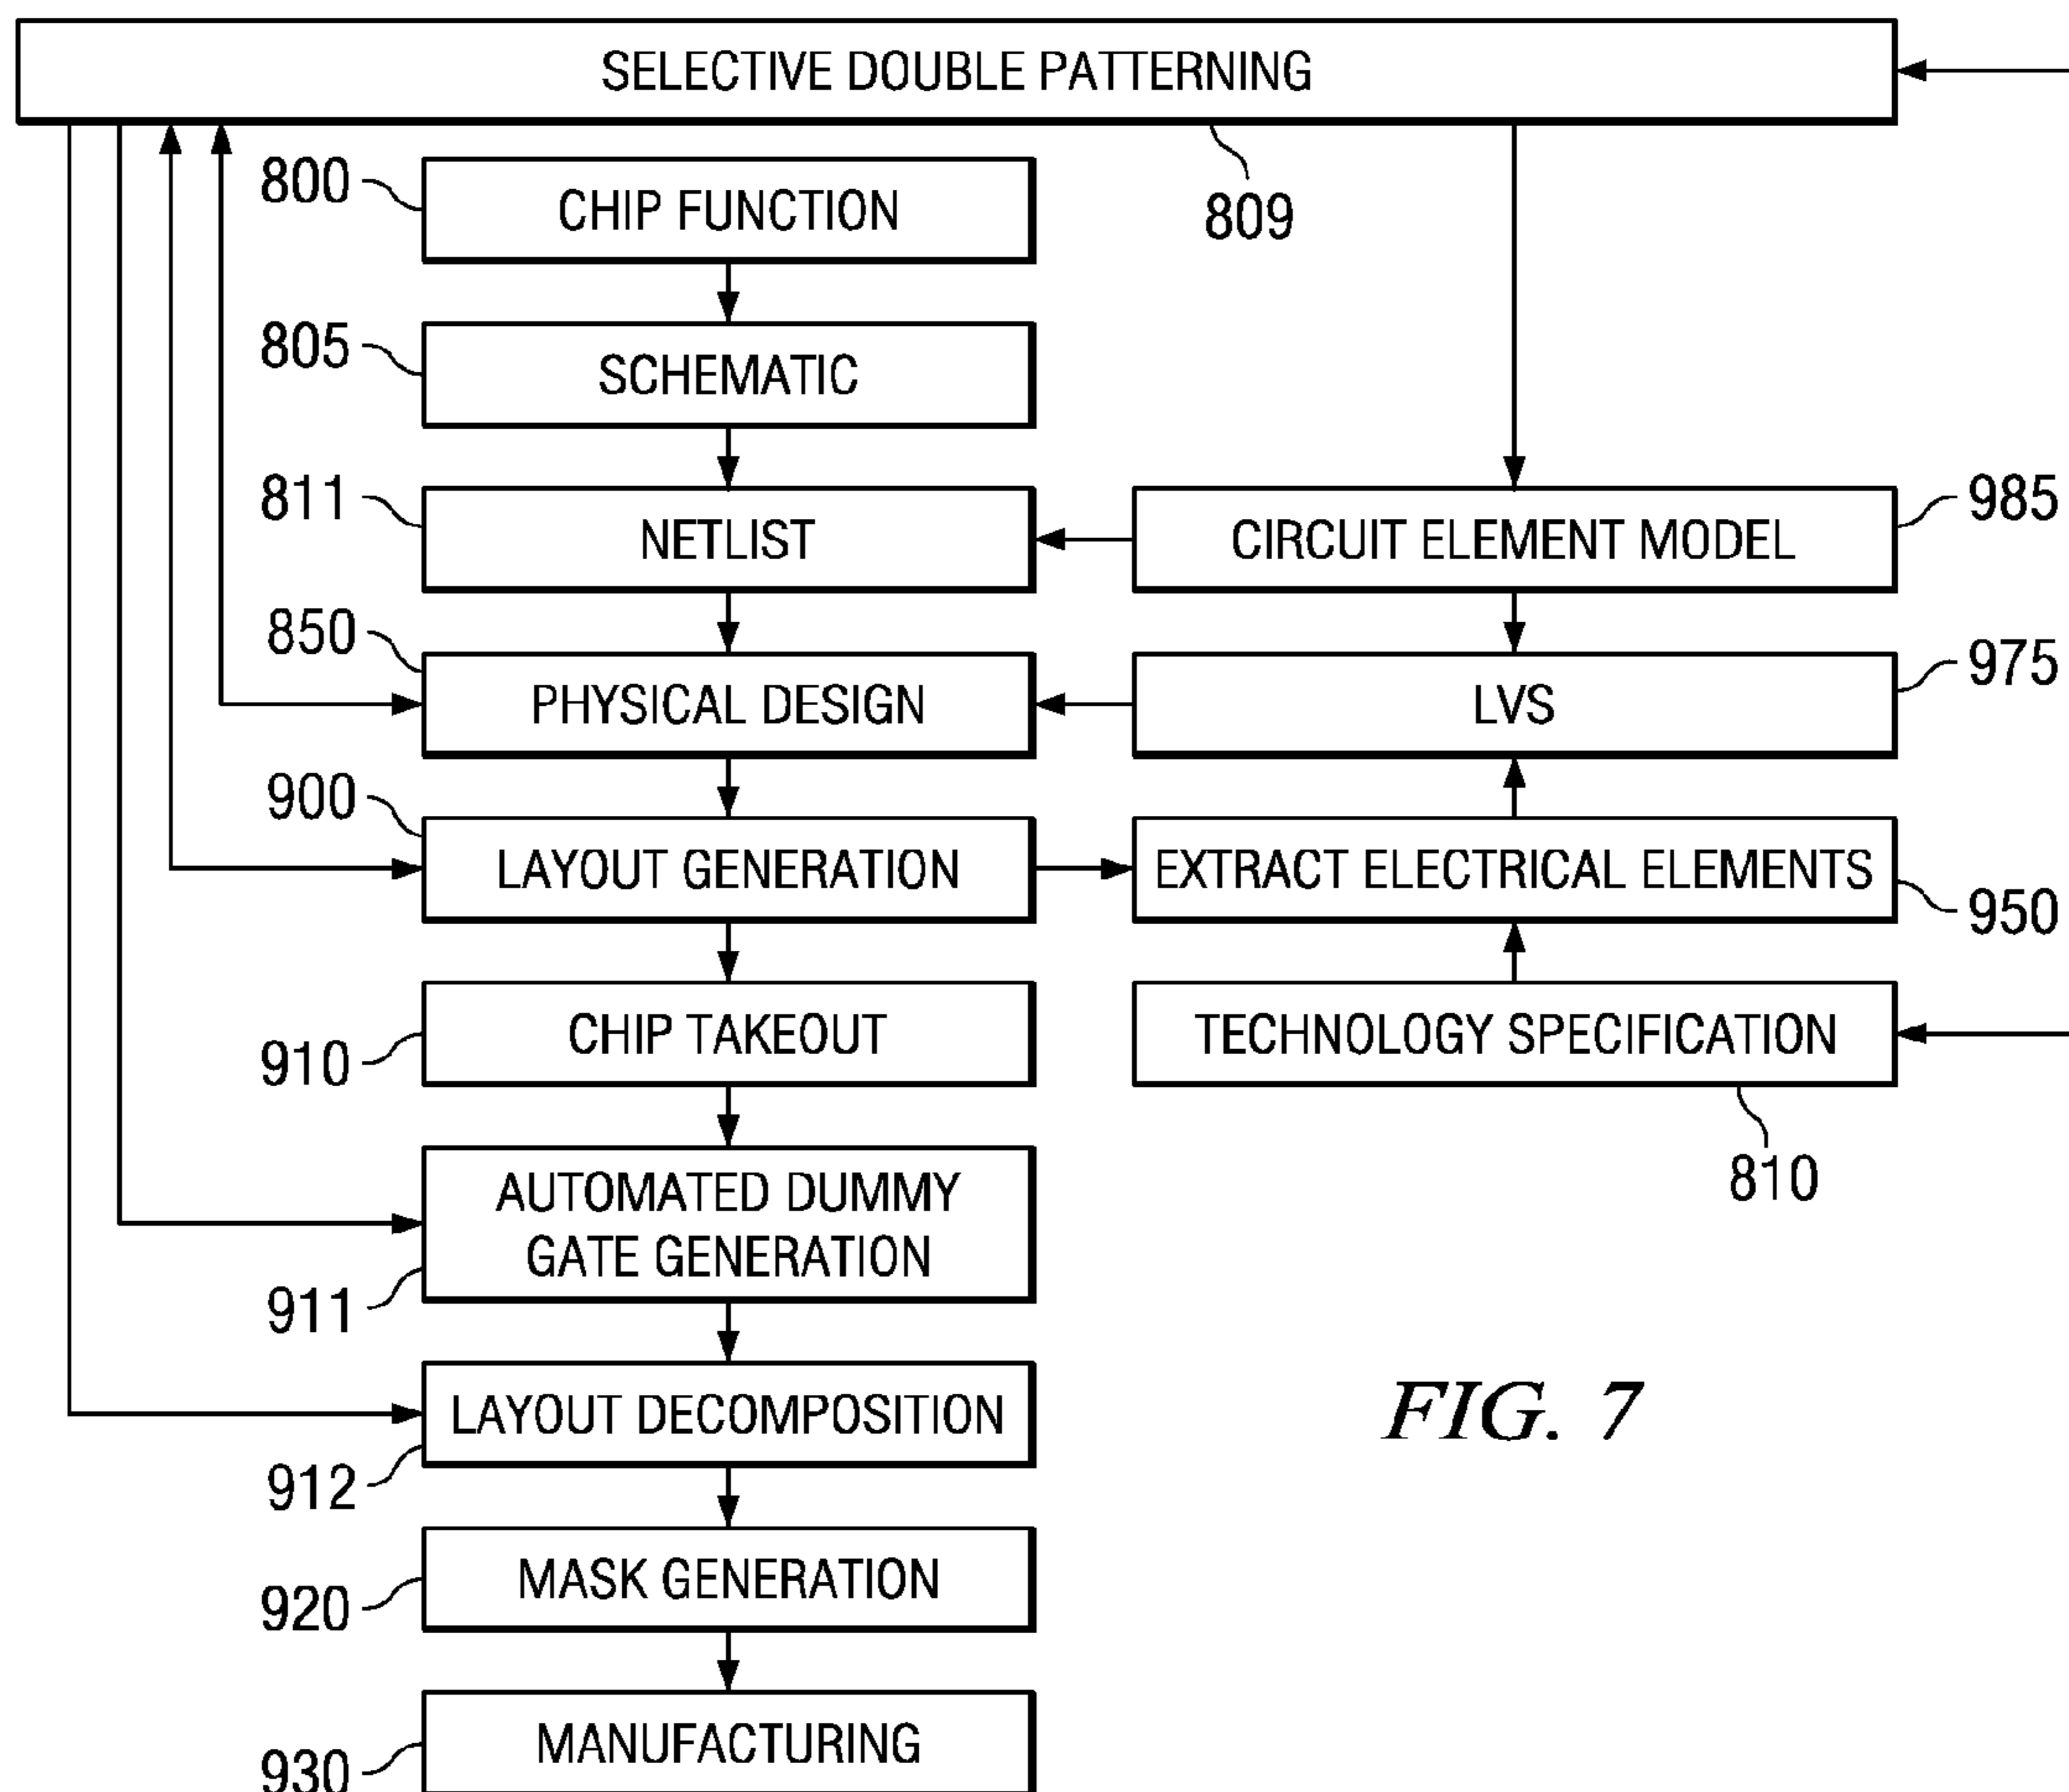 SELECTIVE DOUBLE PATTERNING
800
CHIP FUNCTION
809
805
SCHEMATIC
811
NETLIST
CIRCUIT ELEMENT MODEL
985
850
PHYSICAL DESIGN
LVS
975
900
LAYOUT GENERATION
EXTRACT ELECTRICAL ELEMENTS
950
910
CHIP TAKEOUT
TECHNOLOGY SPECIFICATION
810
AUTOMATED DUMMY
GATE GENERATION
911
LAYOUT DECOMPOSITION
912
FIG. 7
MASK GENERATION
920
MANUFACTURING
930